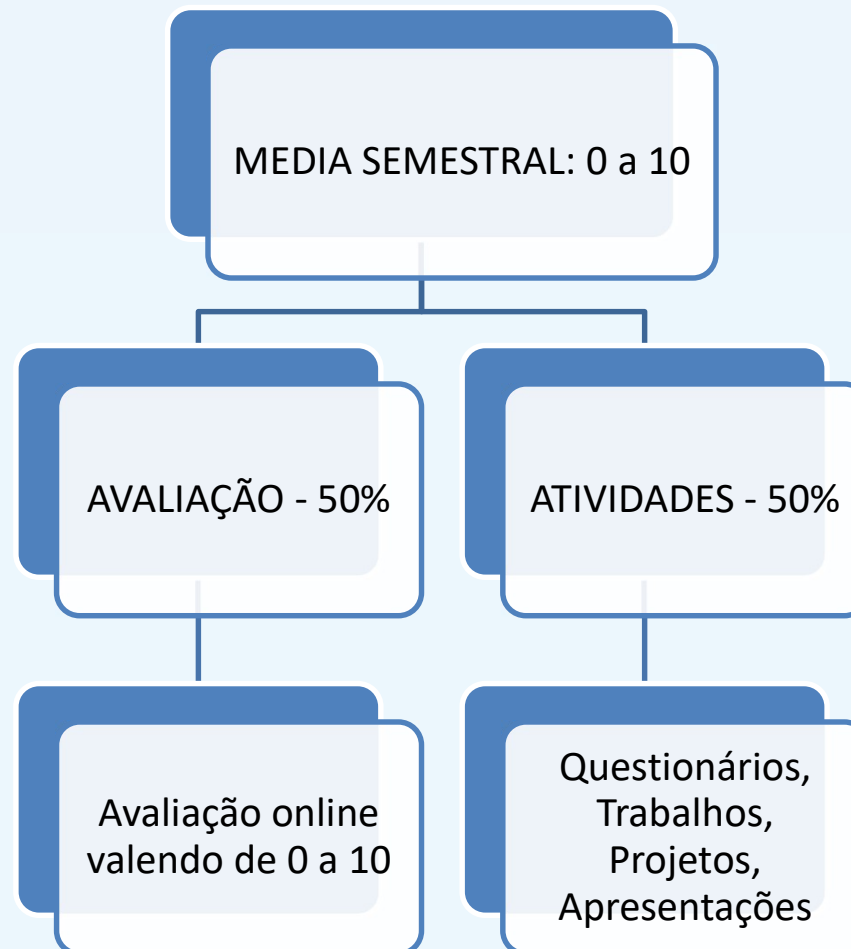 MEDIA SEMESTRAL: 0 a 10
AVALIAÇÃO - 50%
ATIVIDADES - 50%
Avaliação online
valendo de 0 a 10
Questionários,
Trabalhos,
Projetos,
Apresentações